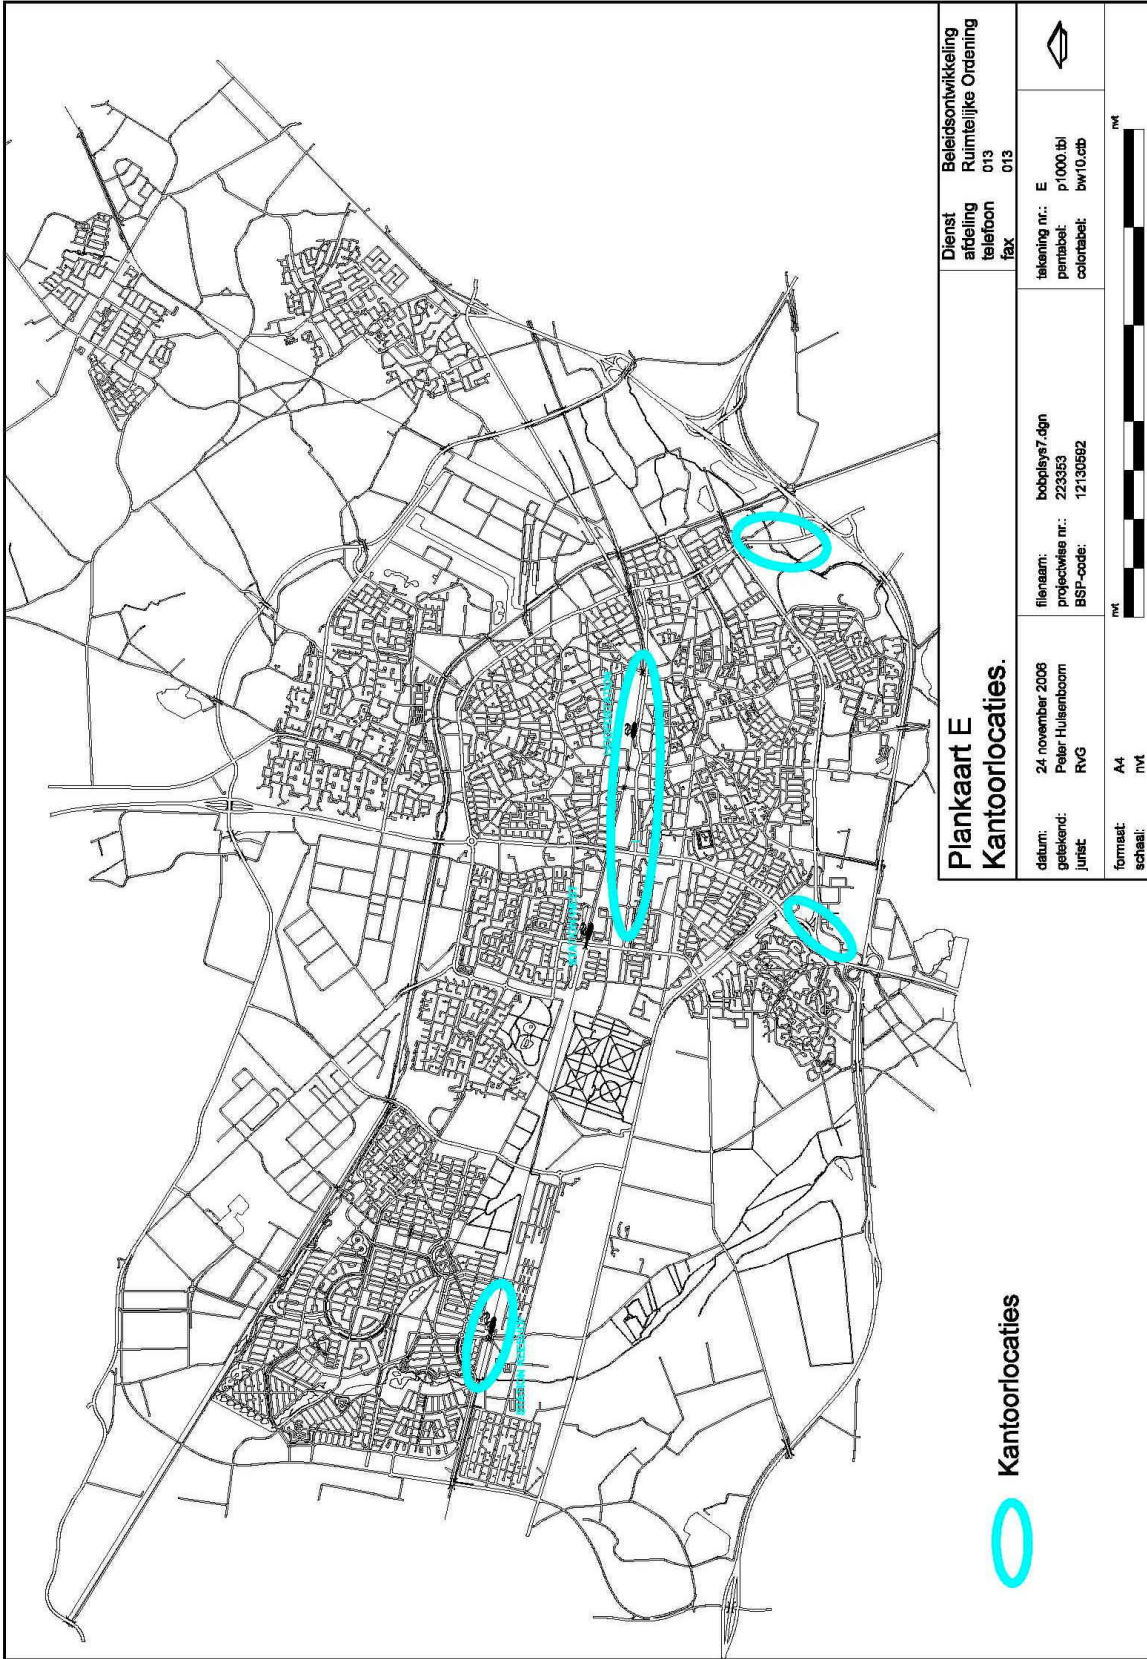 Plankaart E
Kantoorlocaties.
Dienst Beleidsontwikkeling
afdeling Ruimtelijke Ordening
telefoon 013
fax 013
datum: 24 november 2006
getekend: Peter Hulsenboom
jurist: RvG
filenaam: bobplsys7.dgn
projectwise nr.: 223353
BSP-code: 12130592
tekening nr.: E
pentabel: p1000.tbl
colortabel: bw10.ctb
formaat: A4
schaal: nvt
nvt
nvt
Kantoorlocaties